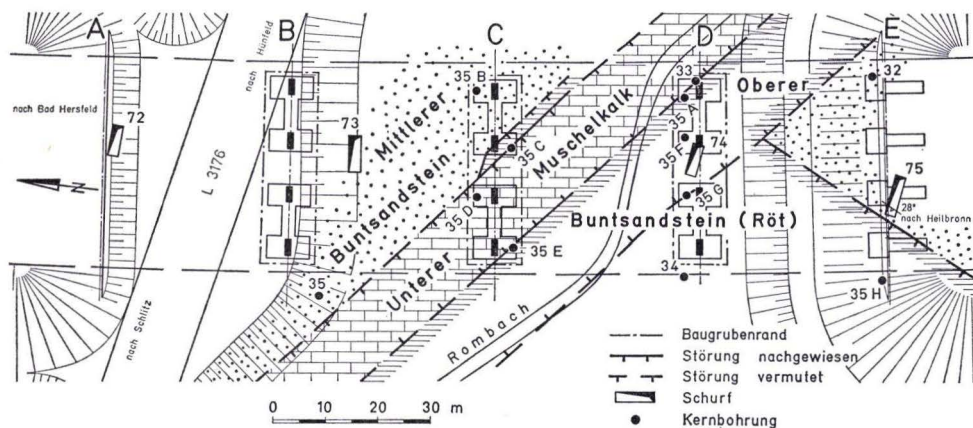 A
B
C
D
E
nach Hünfeld
35 B
33
32
Oberer
nach Bad Hersfeld
72
73
Mittlerer
35 A
35 C
Muschelkalk
35 F
74
75
L 3176
N
Buntsandstein
35 D
35 G
28°
nach Heilbronn
Buntsandstein (Röt)
35
Unterer
35 E
34
35 H
nach Schlitz
Rombach
Baugrubenrand
Störung nachgewiesen
Störung vermutet
Schurf
Kernbohrung
0 10 20 30 m